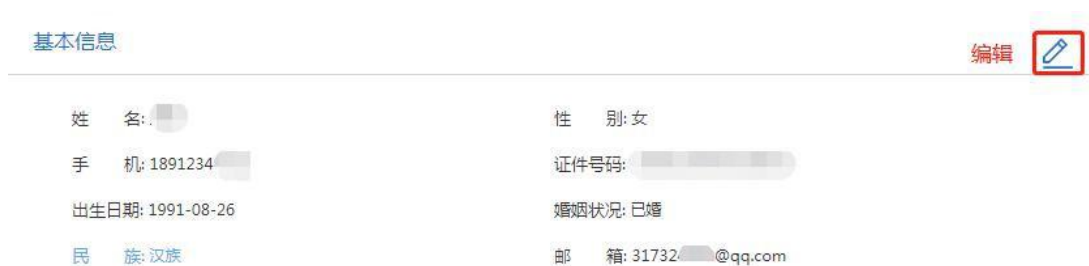 基本信息
编辑
姓 名:
性 别: 女
手 机: 1891234
证件号码:
出生日期: 1991-08-26
婚姻状况: 已婚
民 族: 汉族
邮 箱: 31732 @qq.com